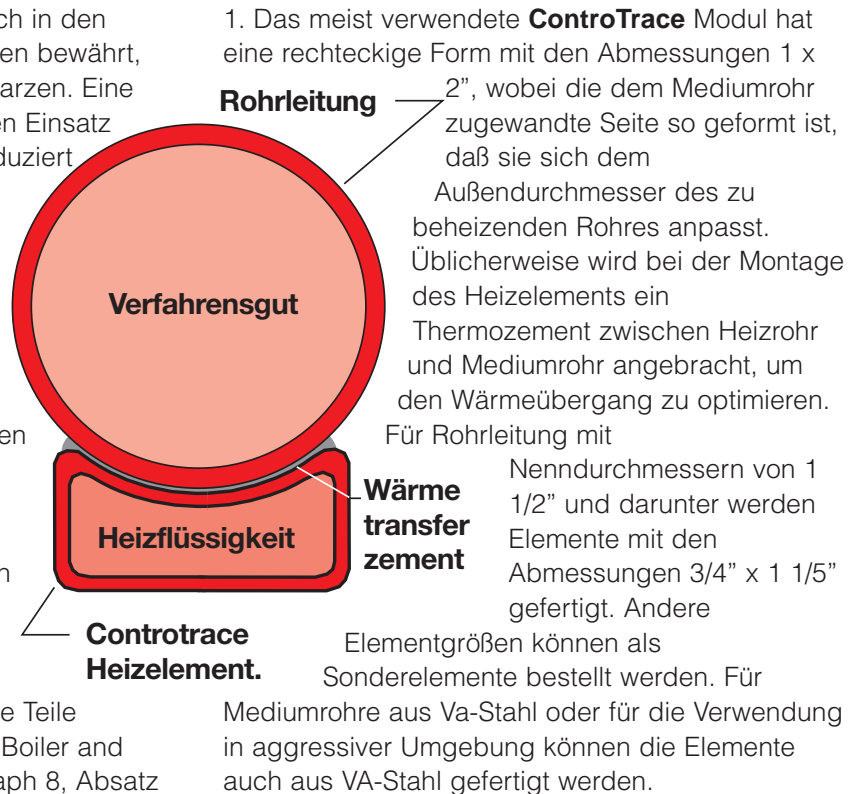 ch in den
en bewährt,
arzen. Eine
en Einsatz
duziert
en
n
e Teile
Boiler and
aph 8, Absatz
1. Das meist verwendete ControTrace Modul hat
eine rechteckige Form mit den Abmessungen 1 x
2”, wobei die dem Mediumrohr
zugewandte Seite so geformt ist,
daß sie sich dem
Außendurchmesser des zu
beheizenden Rohres anpasst.
Üblicherweise wird bei der Montage
des Heizelements ein
Thermozement zwischen Heizrohr
und Mediumrohr angebracht, um
den Wärmeübergang zu optimieren.
Für Rohrleitung mit
Nenndurchmessern von 1
1/2” und darunter werden
Elemente mit den
Abmessungen 3/4” x 1 1/5”
gefertigt. Andere
Elementgrößen können als
Sonderelemente bestellt werden. Für
Mediumrohre aus Va-Stahl oder für die Verwendung
in aggressiver Umgebung können die Elemente
auch aus VA-Stahl gefertigt werden.
Rohrleitung
Verfahrensgut
Wärme
transfer
zement
Heizflüssigkeit
Controtrace
Heizelement.